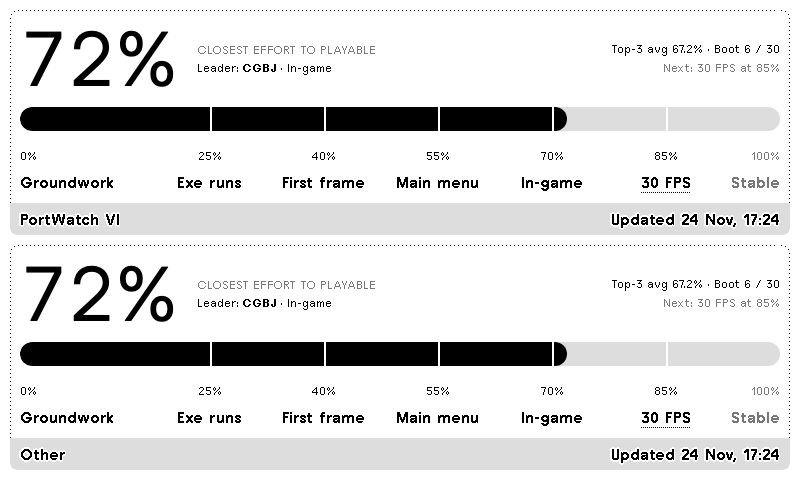 72%
CLOSEST EFFORT TO PLAYABLE
Leader: CGBJ · In-game
Top-3 avg 67.2% · Boot 6 / 30
Next: 30 FPS at 85%
0% 25% 40% 55% 70% 85% 100%
Groundwork Exe runs First frame Main menu In-game 30 FPS Stable
PortWatch VI Updated 24 Nov, 17:24
72%
CLOSEST EFFORT TO PLAYABLE
Leader: CGBJ · In-game
Top-3 avg 67.2% · Boot 6 / 30
Next: 30 FPS at 85%
0% 25% 40% 55% 70% 85% 100%
Groundwork Exe runs First frame Main menu In-game 30 FPS Stable
Other Updated 24 Nov, 17:24